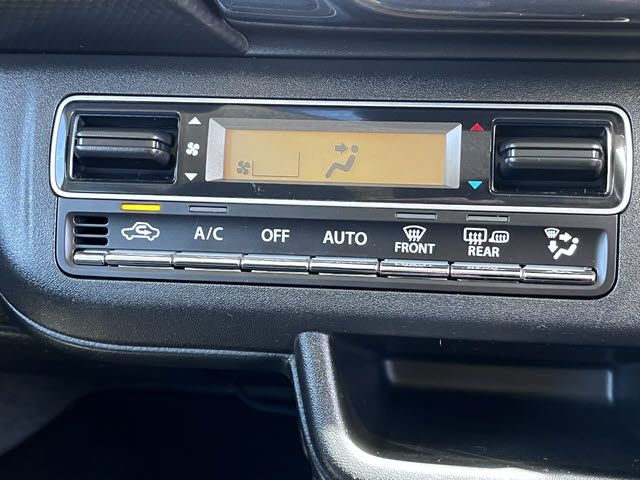 A/C OFF AUTO FRONT REAR